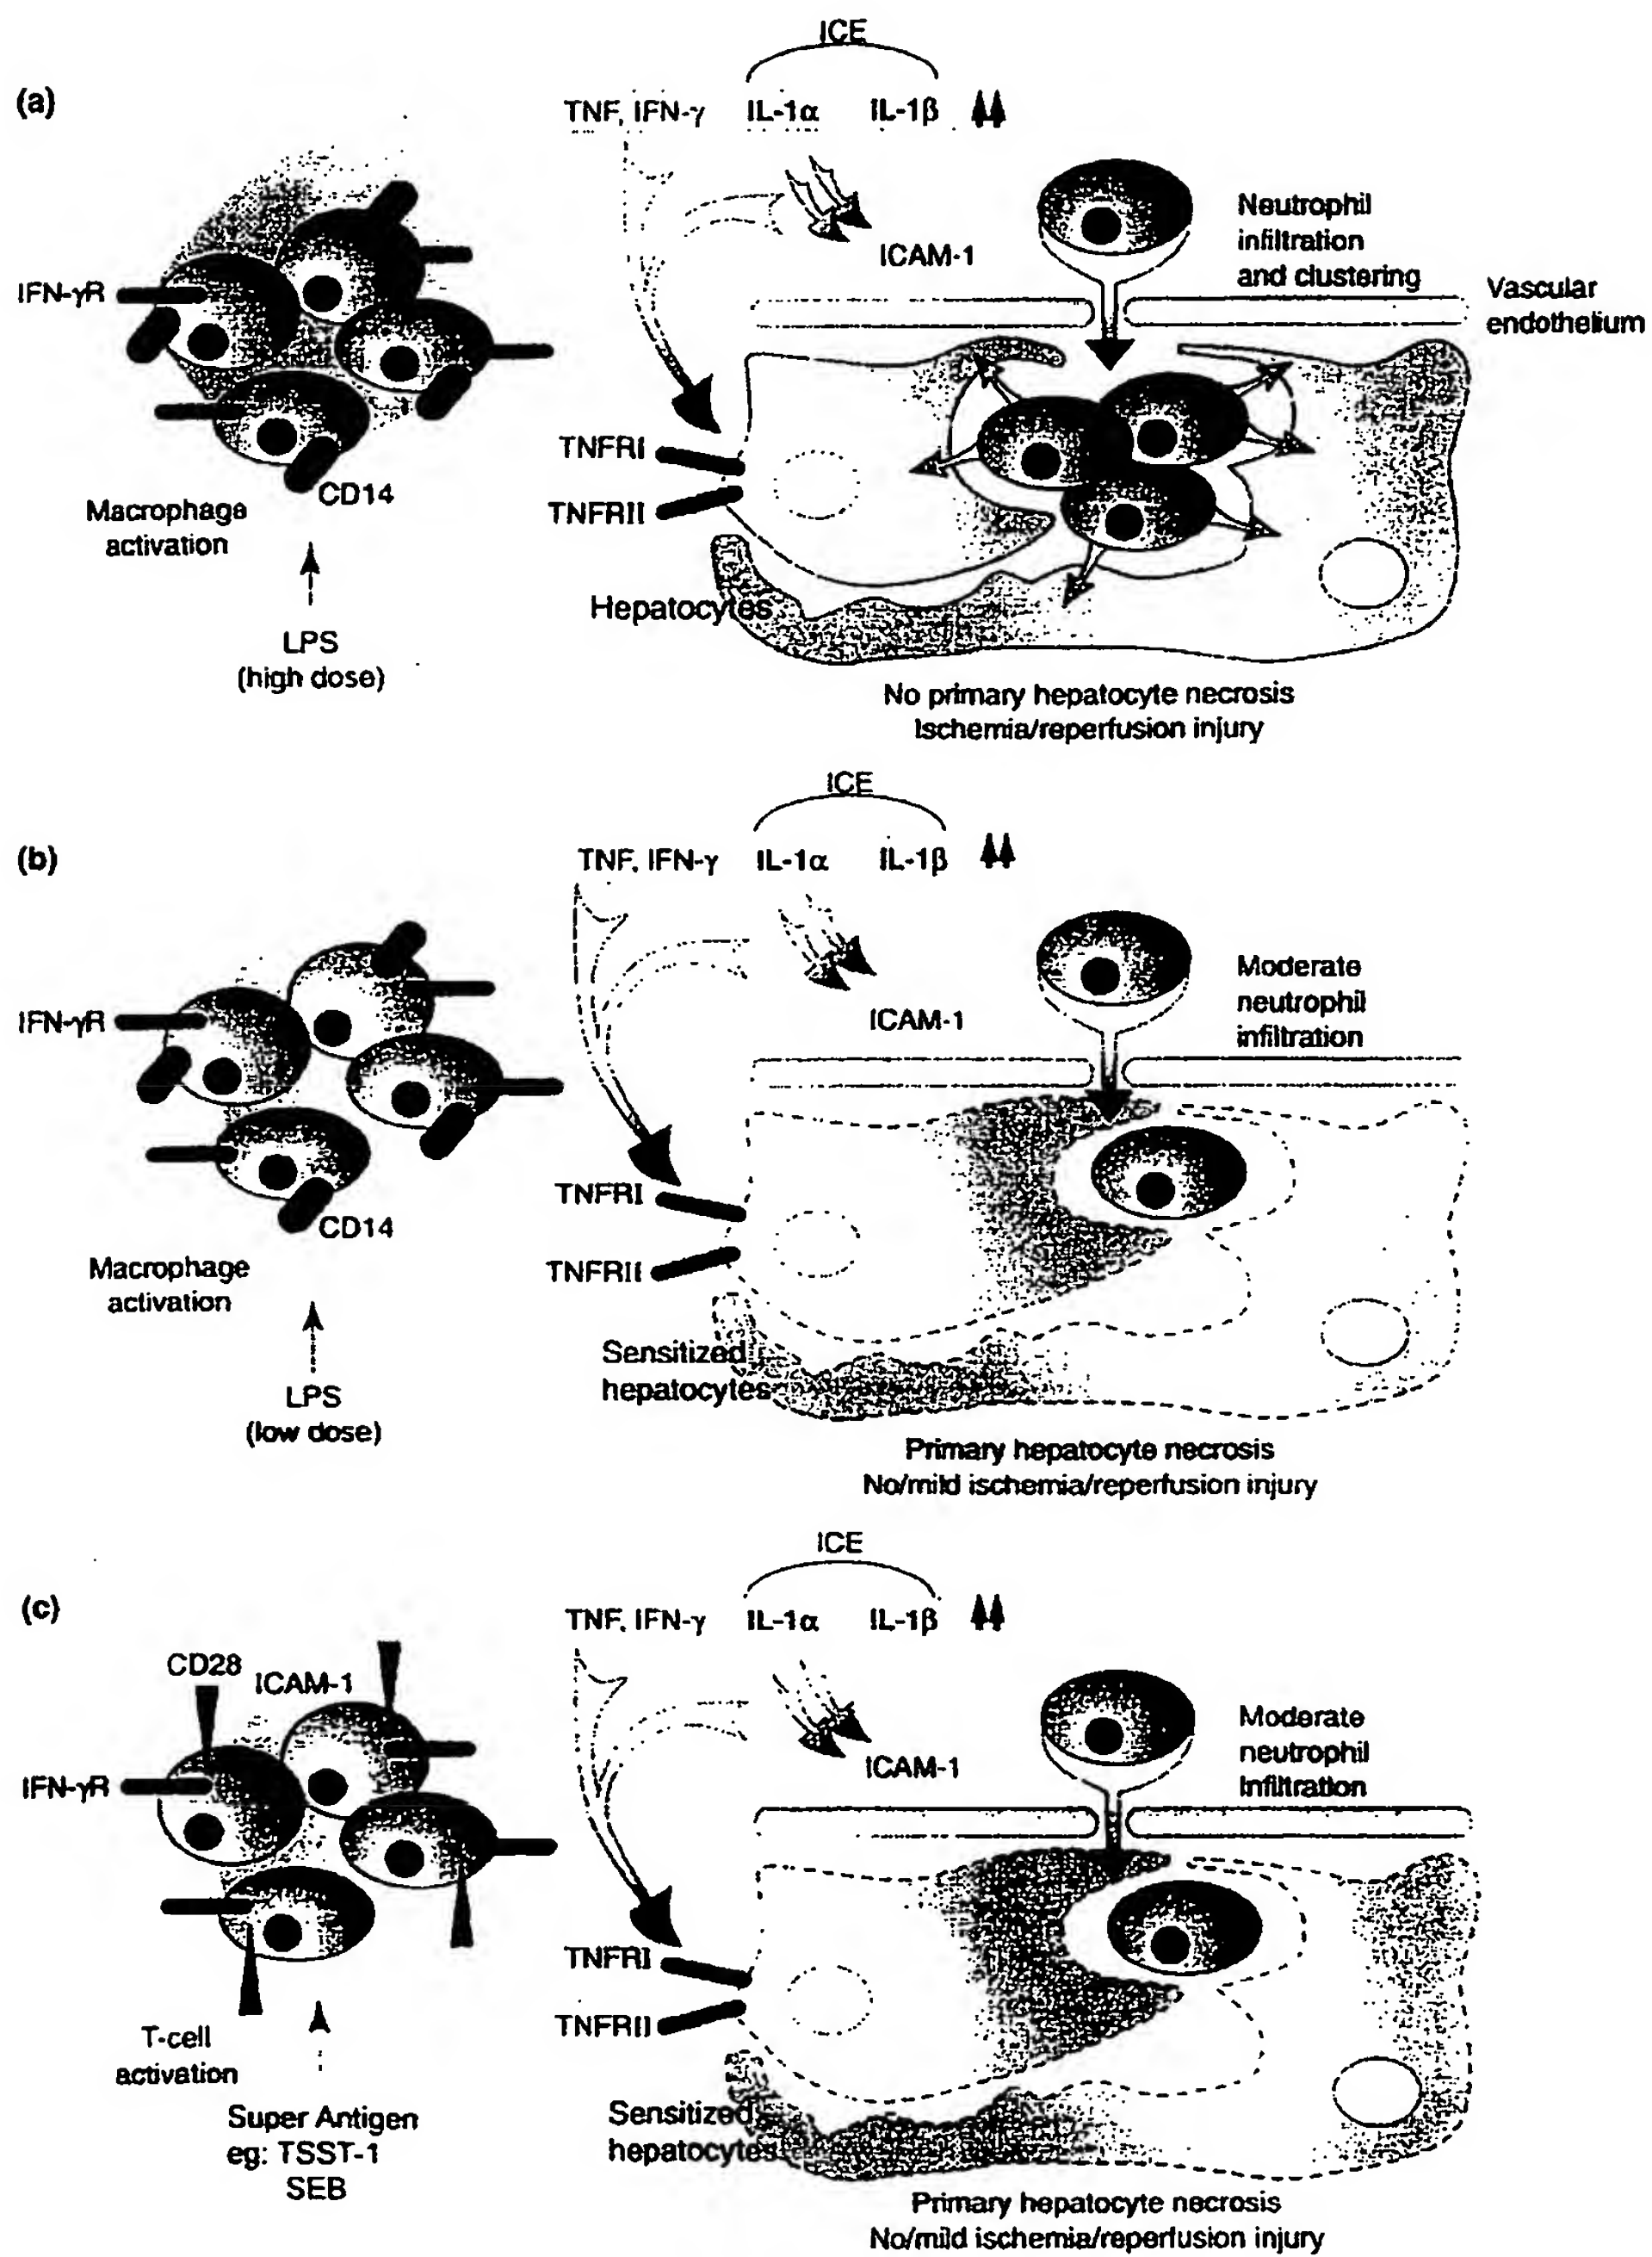 (a)
ICE
TNF, IFN-γ IL-1α IL-1β
ICAM-1
Neutrophil
infiltration
and clustering
Vascular
endothelium
IFN-γR
CD14
Macrophage
activation
LPS
(high dose)
TNFRI
TNFRII
Hepatocytes
No primary hepatocyte necrosis
Ischemia/reperfusion injury
(b)
ICE
TNF, IFN-γ IL-1α IL-1β
ICAM-1
Moderate
neutrophil
infiltration
IFN-γR
CD14
Macrophage
activation
LPS
(low dose)
TNFRI
TNFRII
Sensitized
hepatocytes
Primary hepatocyte necrosis
No/mild ischemia/reperfusion injury
(c)
ICE
TNF, IFN-γ IL-1α IL-1β
CD28
ICAM-1
ICAM-1
Moderate
neutrophil
Infiltration
IFN-γR
T-cell
activation
Super Antigen
eg: TSST-1
SEB
TNFRI
TNFRII
Sensitized
hepatocytes
Primary hepatocyte necrosis
No/mild ischemia/reperfusion injury